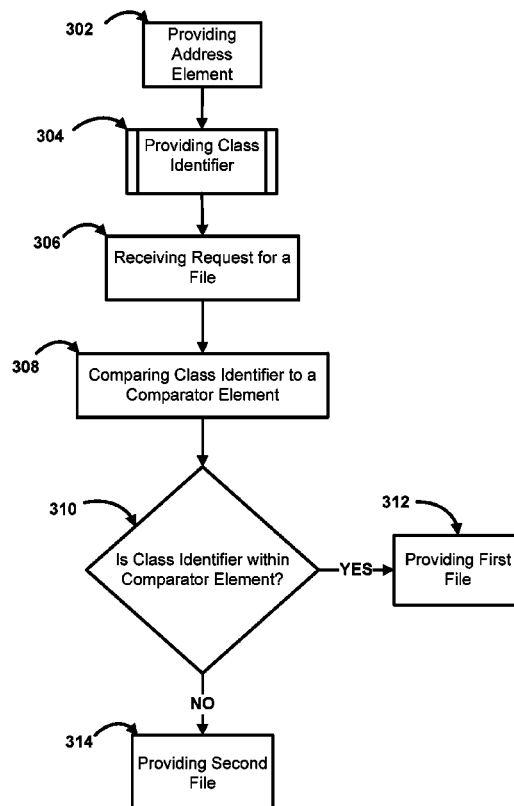 302
Providing
Address
Element
304
Providing Class
Identifier
306
Receiving Request for a
File
308
Comparing Class Identifier to a
Comparator Element
310
Is Class Identifier within
Comparator Element?
YES
312
Providing First
File
NO
314
Providing Second
File